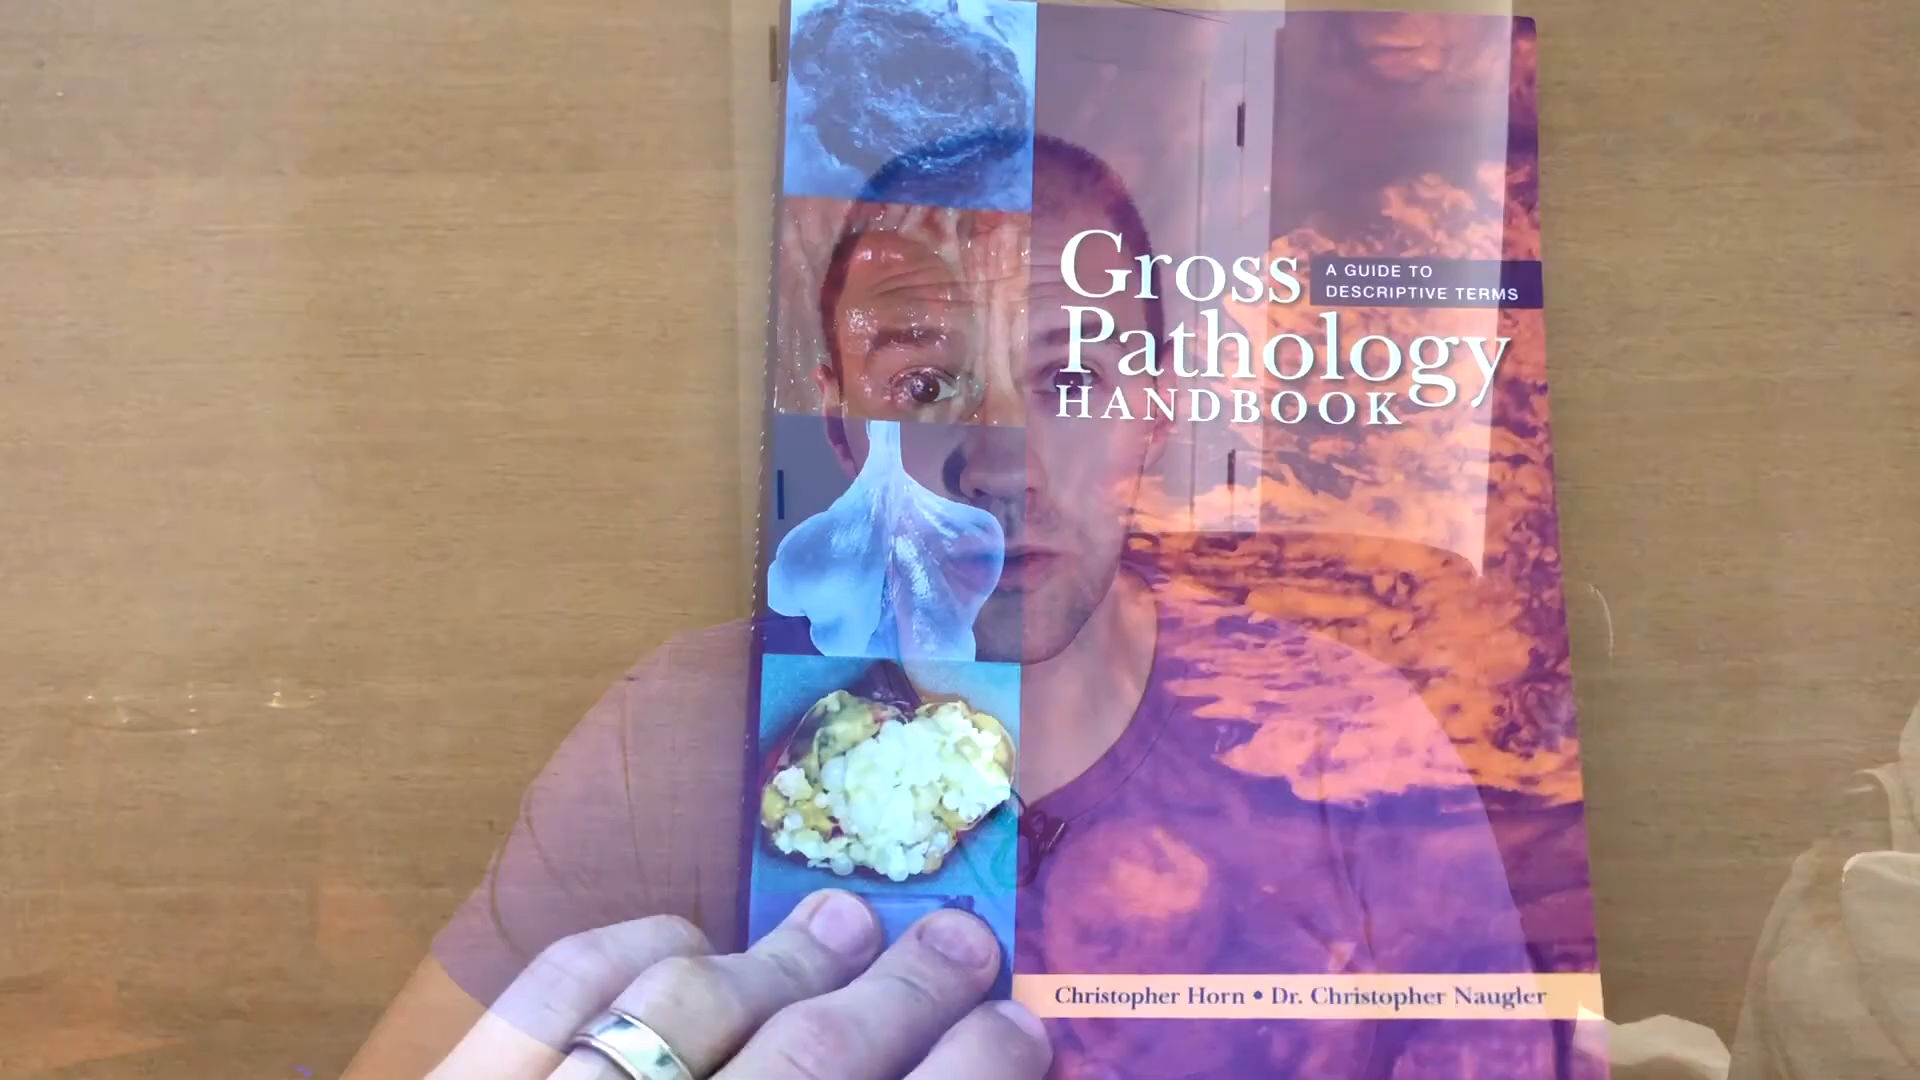 Gross
A GUIDE TO
DESCRIPTIVE TERMS
Pathology
HANDBOOK
Christopher Horn • Dr. Christopher Naugler